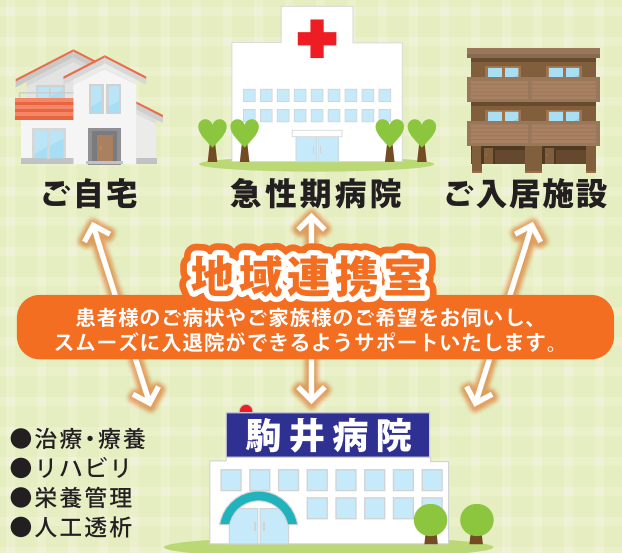 ご自宅
急性期病院
ご入居施設
地域連携室
患者様のご病状やご家族様のご希望をお伺いし、
スムーズに入退院ができるようサポートいたします。
駒井病院
●治療・療養
●リハビリ
●栄養管理
●人工透析